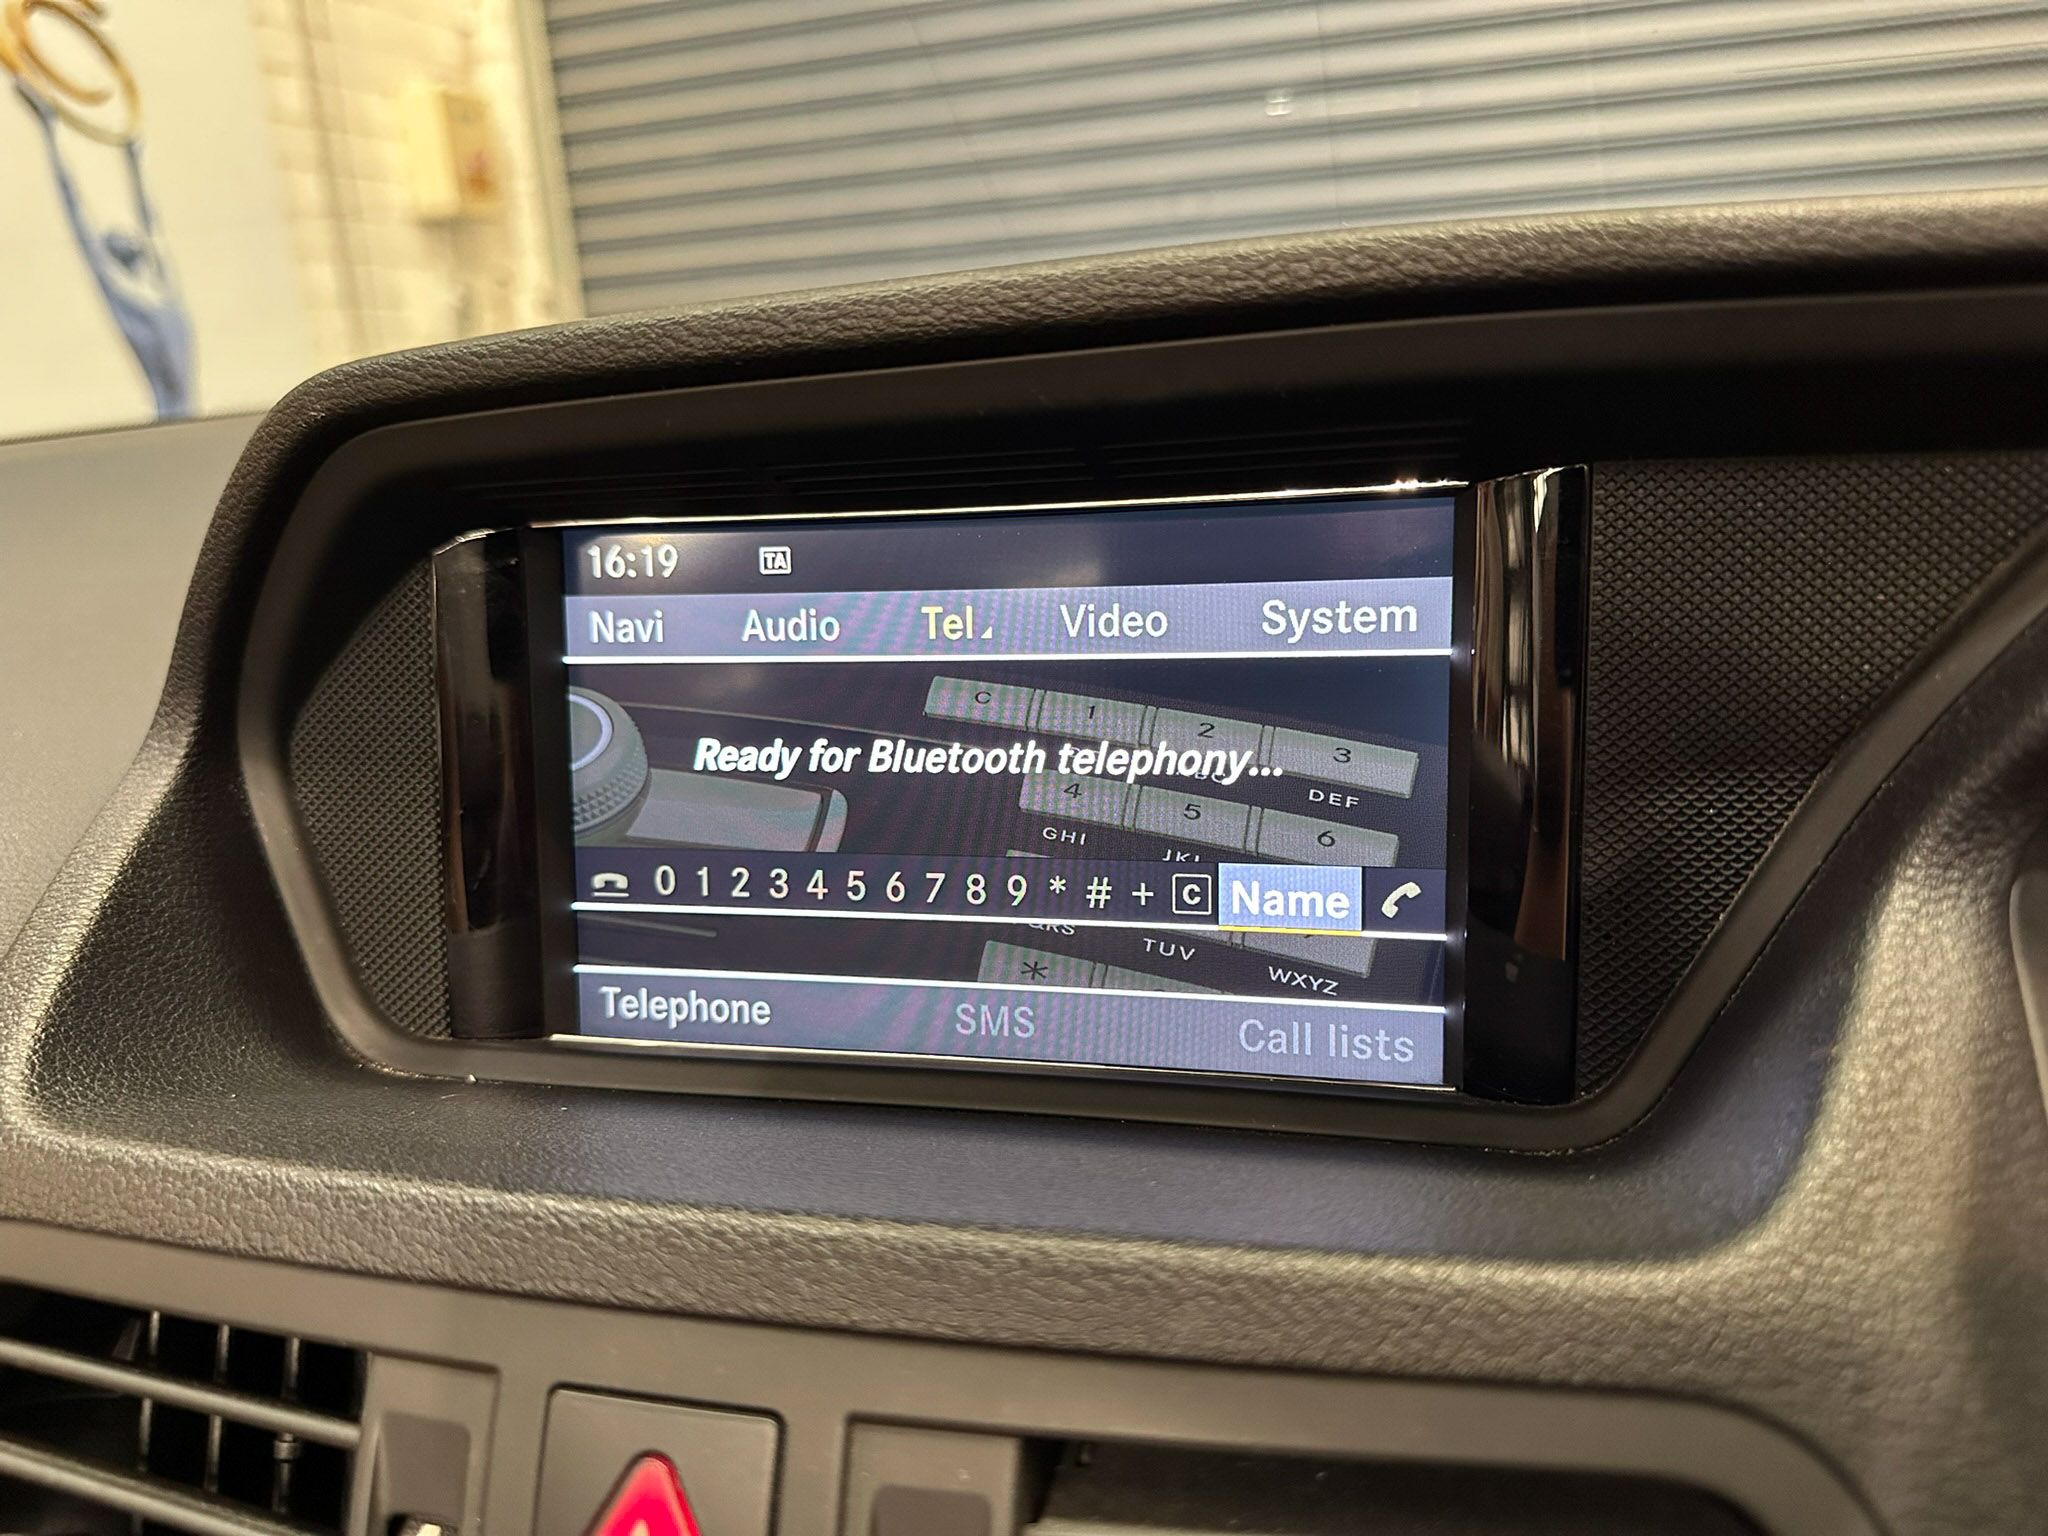 16:19 TA
Navi Audio Tel Video System
C 1 2 3
Ready for Bluetooth telephony...
DEF
4 5 6
GHI JKL
0 1 2 3 4 5 6 7 8 9 * # + C Name
TUV
*
WXYZ
Telephone SMS Call lists